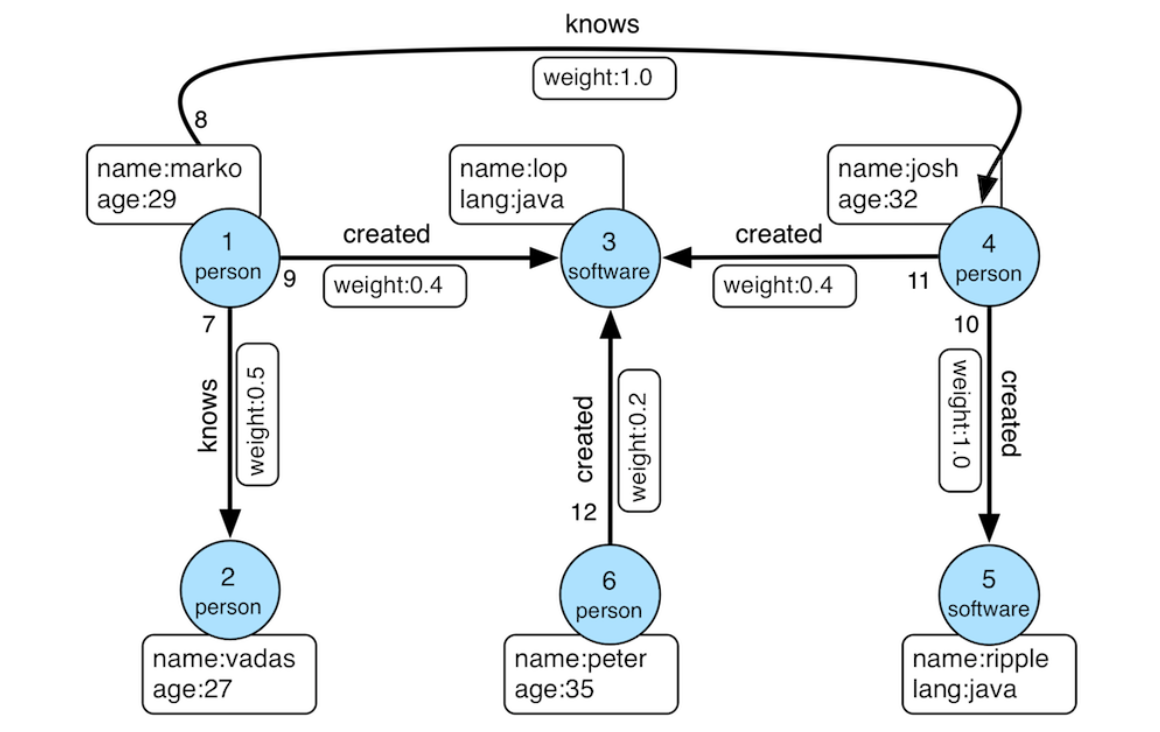 knows
weight:1.0
8
name:marko
age:29
name:lop
lang:java
name:josh
age:32
1
person
created
3
software
created
4
person
9
weight:0.4
weight:0.4
11
7
10
knows
weight:0.5
created
weight:0.2
weight:1.0
created
12
2
person
6
person
5
software
name:vadas
age:27
name:peter
age:35
name:ripple
lang:java